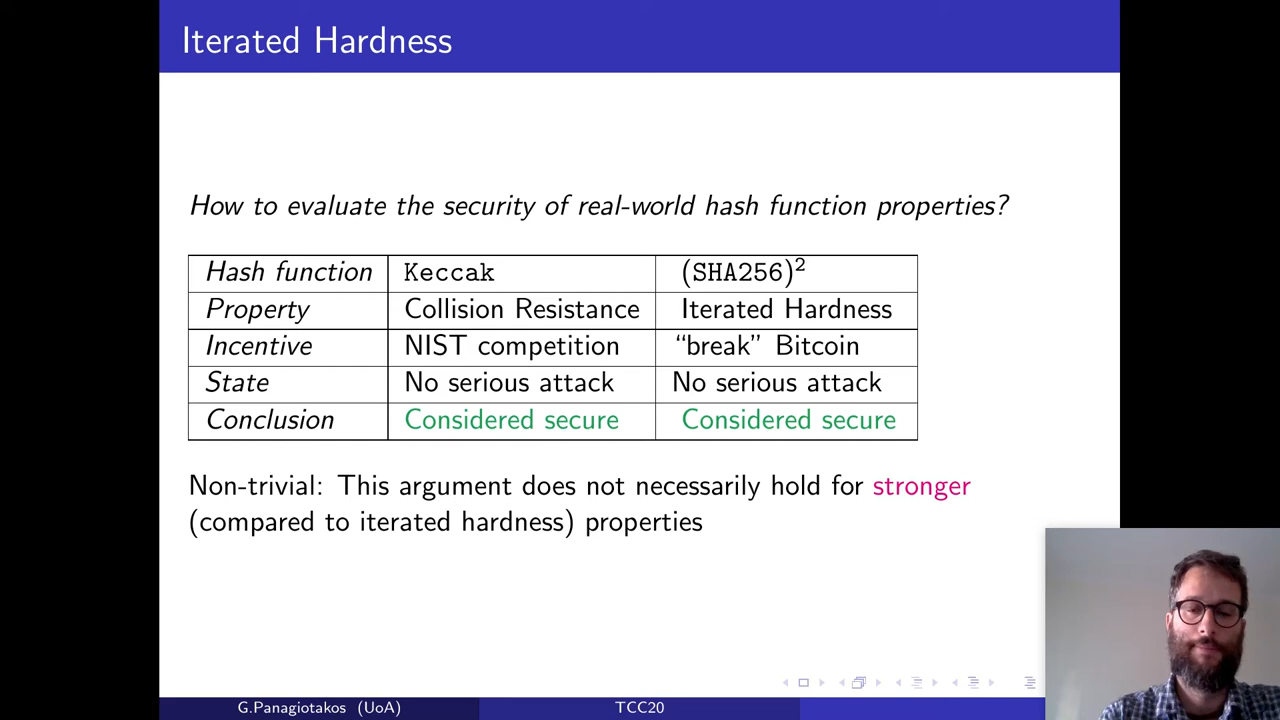 Iterated Hardness
How to evaluate the security of real-world hash function properties?
Hash function Keccak (SHA256)²
Property Collision Resistance Iterated Hardness
Incentive NIST competition “break” Bitcoin
State No serious attack No serious attack
Conclusion Considered secure Considered secure
Non-trivial: This argument does not necessarily hold for stronger
(compared to iterated hardness) properties
G.Panagiotakos (UoA) TCC20